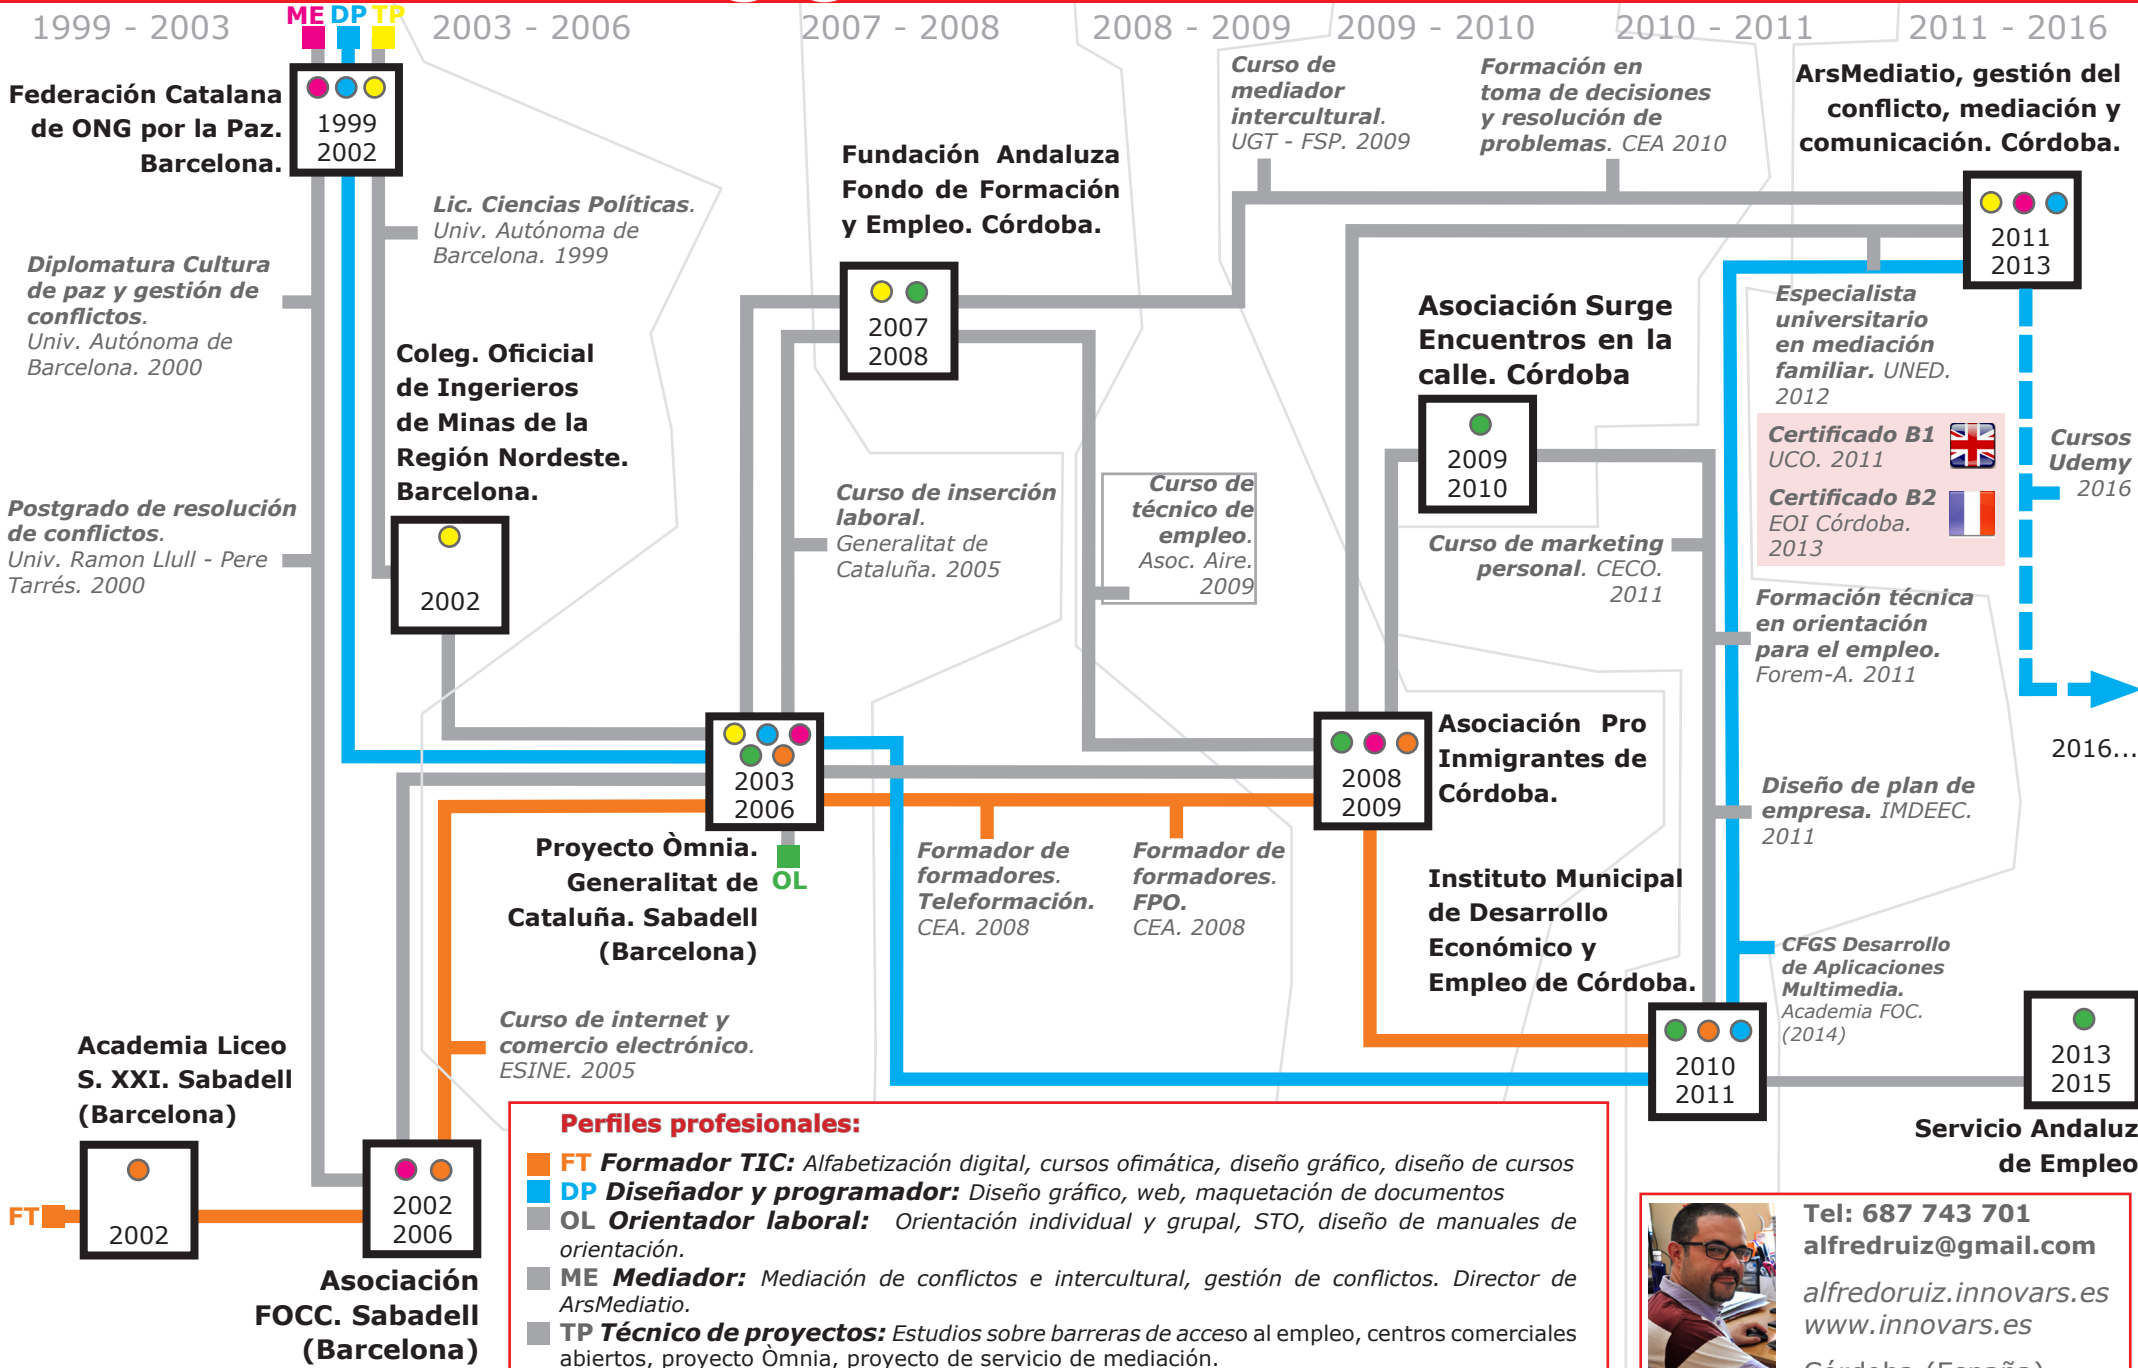 1999 - 2003
2003 - 2006
2007 - 2008
2008 - 2009
2009 - 2010
2010 - 2011
2011 - 2016
ME DP TP
Federación Catalana
de ONG por la Paz.
Barcelona.
1999
2002
Lic. Ciencias Políticas.
Univ. Autónoma de
Barcelona. 1999
Diplomatura Cultura
de paz y gestión de
conflictos.
Univ. Autónoma de
Barcelona. 2000
Coleg. Oficicial
de Ingerieros
de Minas de la
Región Nordeste.
Barcelona.
2002
Postgrado de resolución
de conflictos.
Univ. Ramon Llull - Pere
Tarrés. 2000
Fundación Andaluza
Fondo de Formación
y Empleo. Córdoba.
2007
2008
Curso de
mediador
intercultural.
UGT - FSP. 2009
Formación en
toma de decisiones
y resolución de
problemas. CEA 2010
ArsMediatio, gestión del
conflicto, mediación y
comunicación. Córdoba.
2011
2013
Asociación Surge
Encuentros en la
calle. Córdoba
2009
2010
Especialista
universitario
en mediación
familiar. UNED.
2012
Certificado B1
UCO. 2011
Certificado B2
EOI Córdoba.
2013
Cursos
Udemy
2016
Curso de inserción
laboral.
Generalitat de
Cataluña. 2005
Curso de
técnico de
empleo.
Asoc. Aire.
2009
Curso de marketing
personal. CECO.
2011
Formación técnica
en orientación
para el empleo.
Forem-A. 2011
2016...
2003
2006
Proyecto Òmnia.
Generalitat de
Cataluña. Sabadell
(Barcelona)
OL
2008
2009
Asociación Pro
Inmigrantes de
Córdoba.
Diseño de plan de
empresa. IMDEEC.
2011
Formador de
formadores.
Teleformación.
CEA. 2008
Formador de
formadores.
FPO.
CEA. 2008
Instituto Municipal
de Desarrollo
Económico y
Empleo de Córdoba.
2010
2011
CFGS Desarrollo
de Aplicaciones
Multimedia.
Academia FOC.
(2014)
2013
2015
Servicio Andaluz
de Empleo
Curso de internet y
comercio electrónico.
ESINE. 2005
Academia Liceo
S. XXI. Sabadell
(Barcelona)
FT
2002
2002
2006
Asociación
FOCC. Sabadell
(Barcelona)
Perfiles profesionales:
FT Formador TIC: Alfabetización digital, cursos ofimática, diseño gráfico, diseño de cursos
DP Diseñador y programador: Diseño gráfico, web, maquetación de documentos
OL Orientador laboral: Orientación individual y grupal, STO, diseño de manuales de
orientación.
ME Mediador: Mediación de conflictos e intercultural, gestión de conflictos. Director de
ArsMediatio.
TP Técnico de proyectos: Estudios sobre barreras de acceso al empleo, centros comerciales
abiertos, proyecto Òmnia, proyecto de servicio de mediación.
Tel: 687 743 701
alfredruiz@gmail.com
alfredoruiz.innovars.es
www.innovars.es
Córdoba (España)